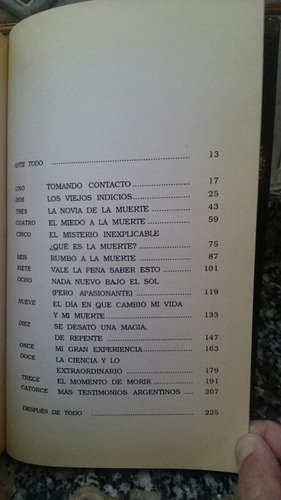 ANTE TODO ........ 13
UNO TOMANDO CONTACTO ........ 17
DOS LOS VIEJOS INDICIOS ........ 25
TRES LA NOVIA DE LA MUERTE ........ 43
CUATRO EL MIEDO A LA MUERTE ........ 59
CINCO EL MISTERIO INEXPLICABLE
¿QUÉ ES LA MUERTE? ........ 75
SEIS RUMBO A LA MUERTE ........ 87
SIETE VALE LA PENA SABER ESTO ........ 101
OCHO NADA NUEVO BAJO EL SOL
(PERO APASIONANTE) ........ 119
NUEVE EL DÍA EN QUE CAMBIÓ MI VIDA
Y MI MUERTE ........ 133
DIEZ SE DESATÓ UNA MAGIA,
DE REPENTE ........ 147
ONCE MI GRAN EXPERIENCIA ........ 163
DOCE LA CIENCIA Y LO
EXTRAORDINARIO ........ 179
TRECE EL MOMENTO DE MORIR ........ 191
CATORCE MÁS TESTIMONIOS ARGENTINOS .... 207
DESPUÉS DE TODO ........ 225